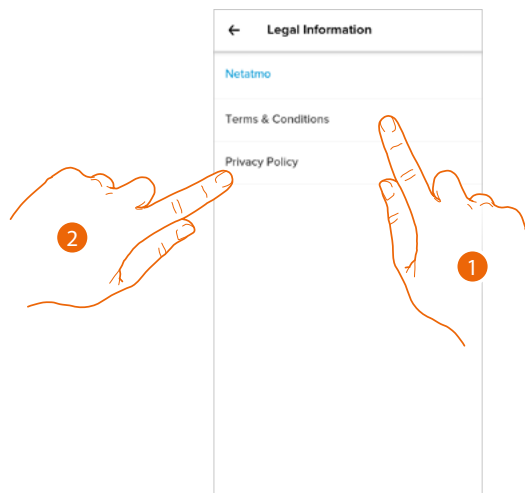 Legal Information
Netatmo
Terms & Conditions
Privacy Policy
2
1